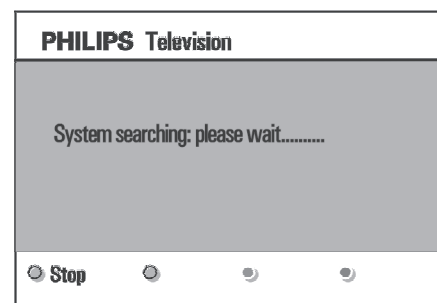 PHILIPS Television
System searching: please wait..........
Stop